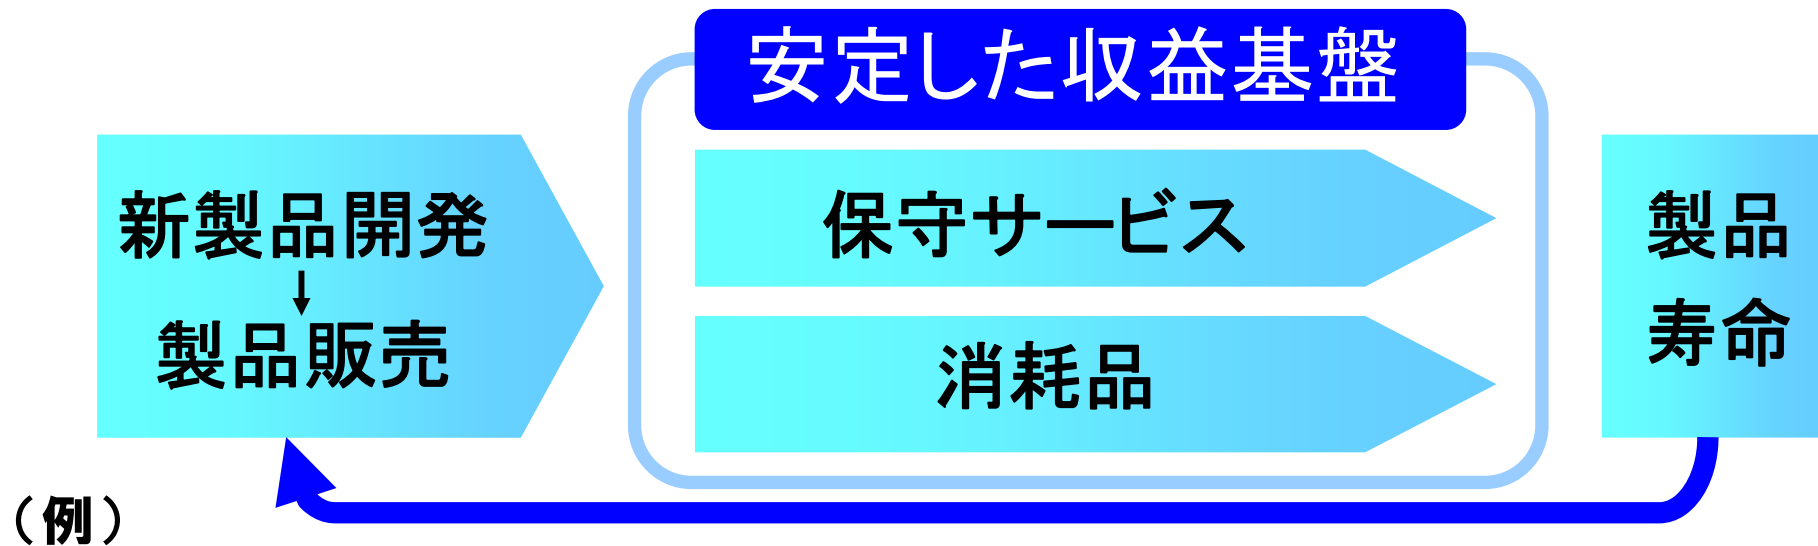 安定した収益基盤
新製品開発
↓
製品販売
保守サービス
消耗品
製品
寿命
（例）